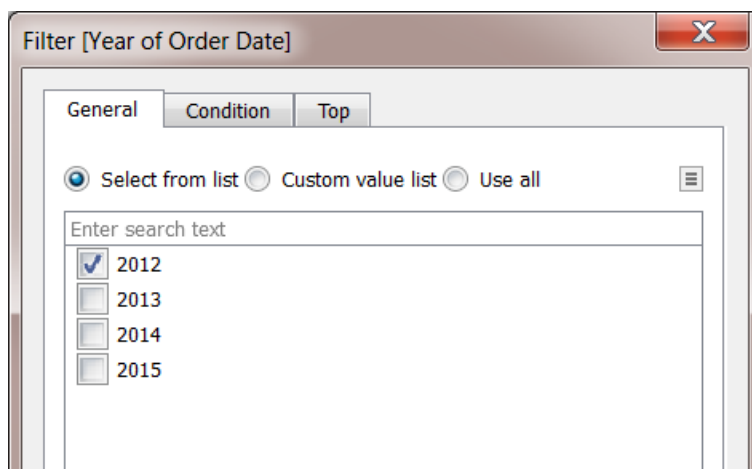 Filter [Year of Order Date]
General Condition Top
Select from list Custom value list Use all
Enter search text
2012
2013
2014
2015